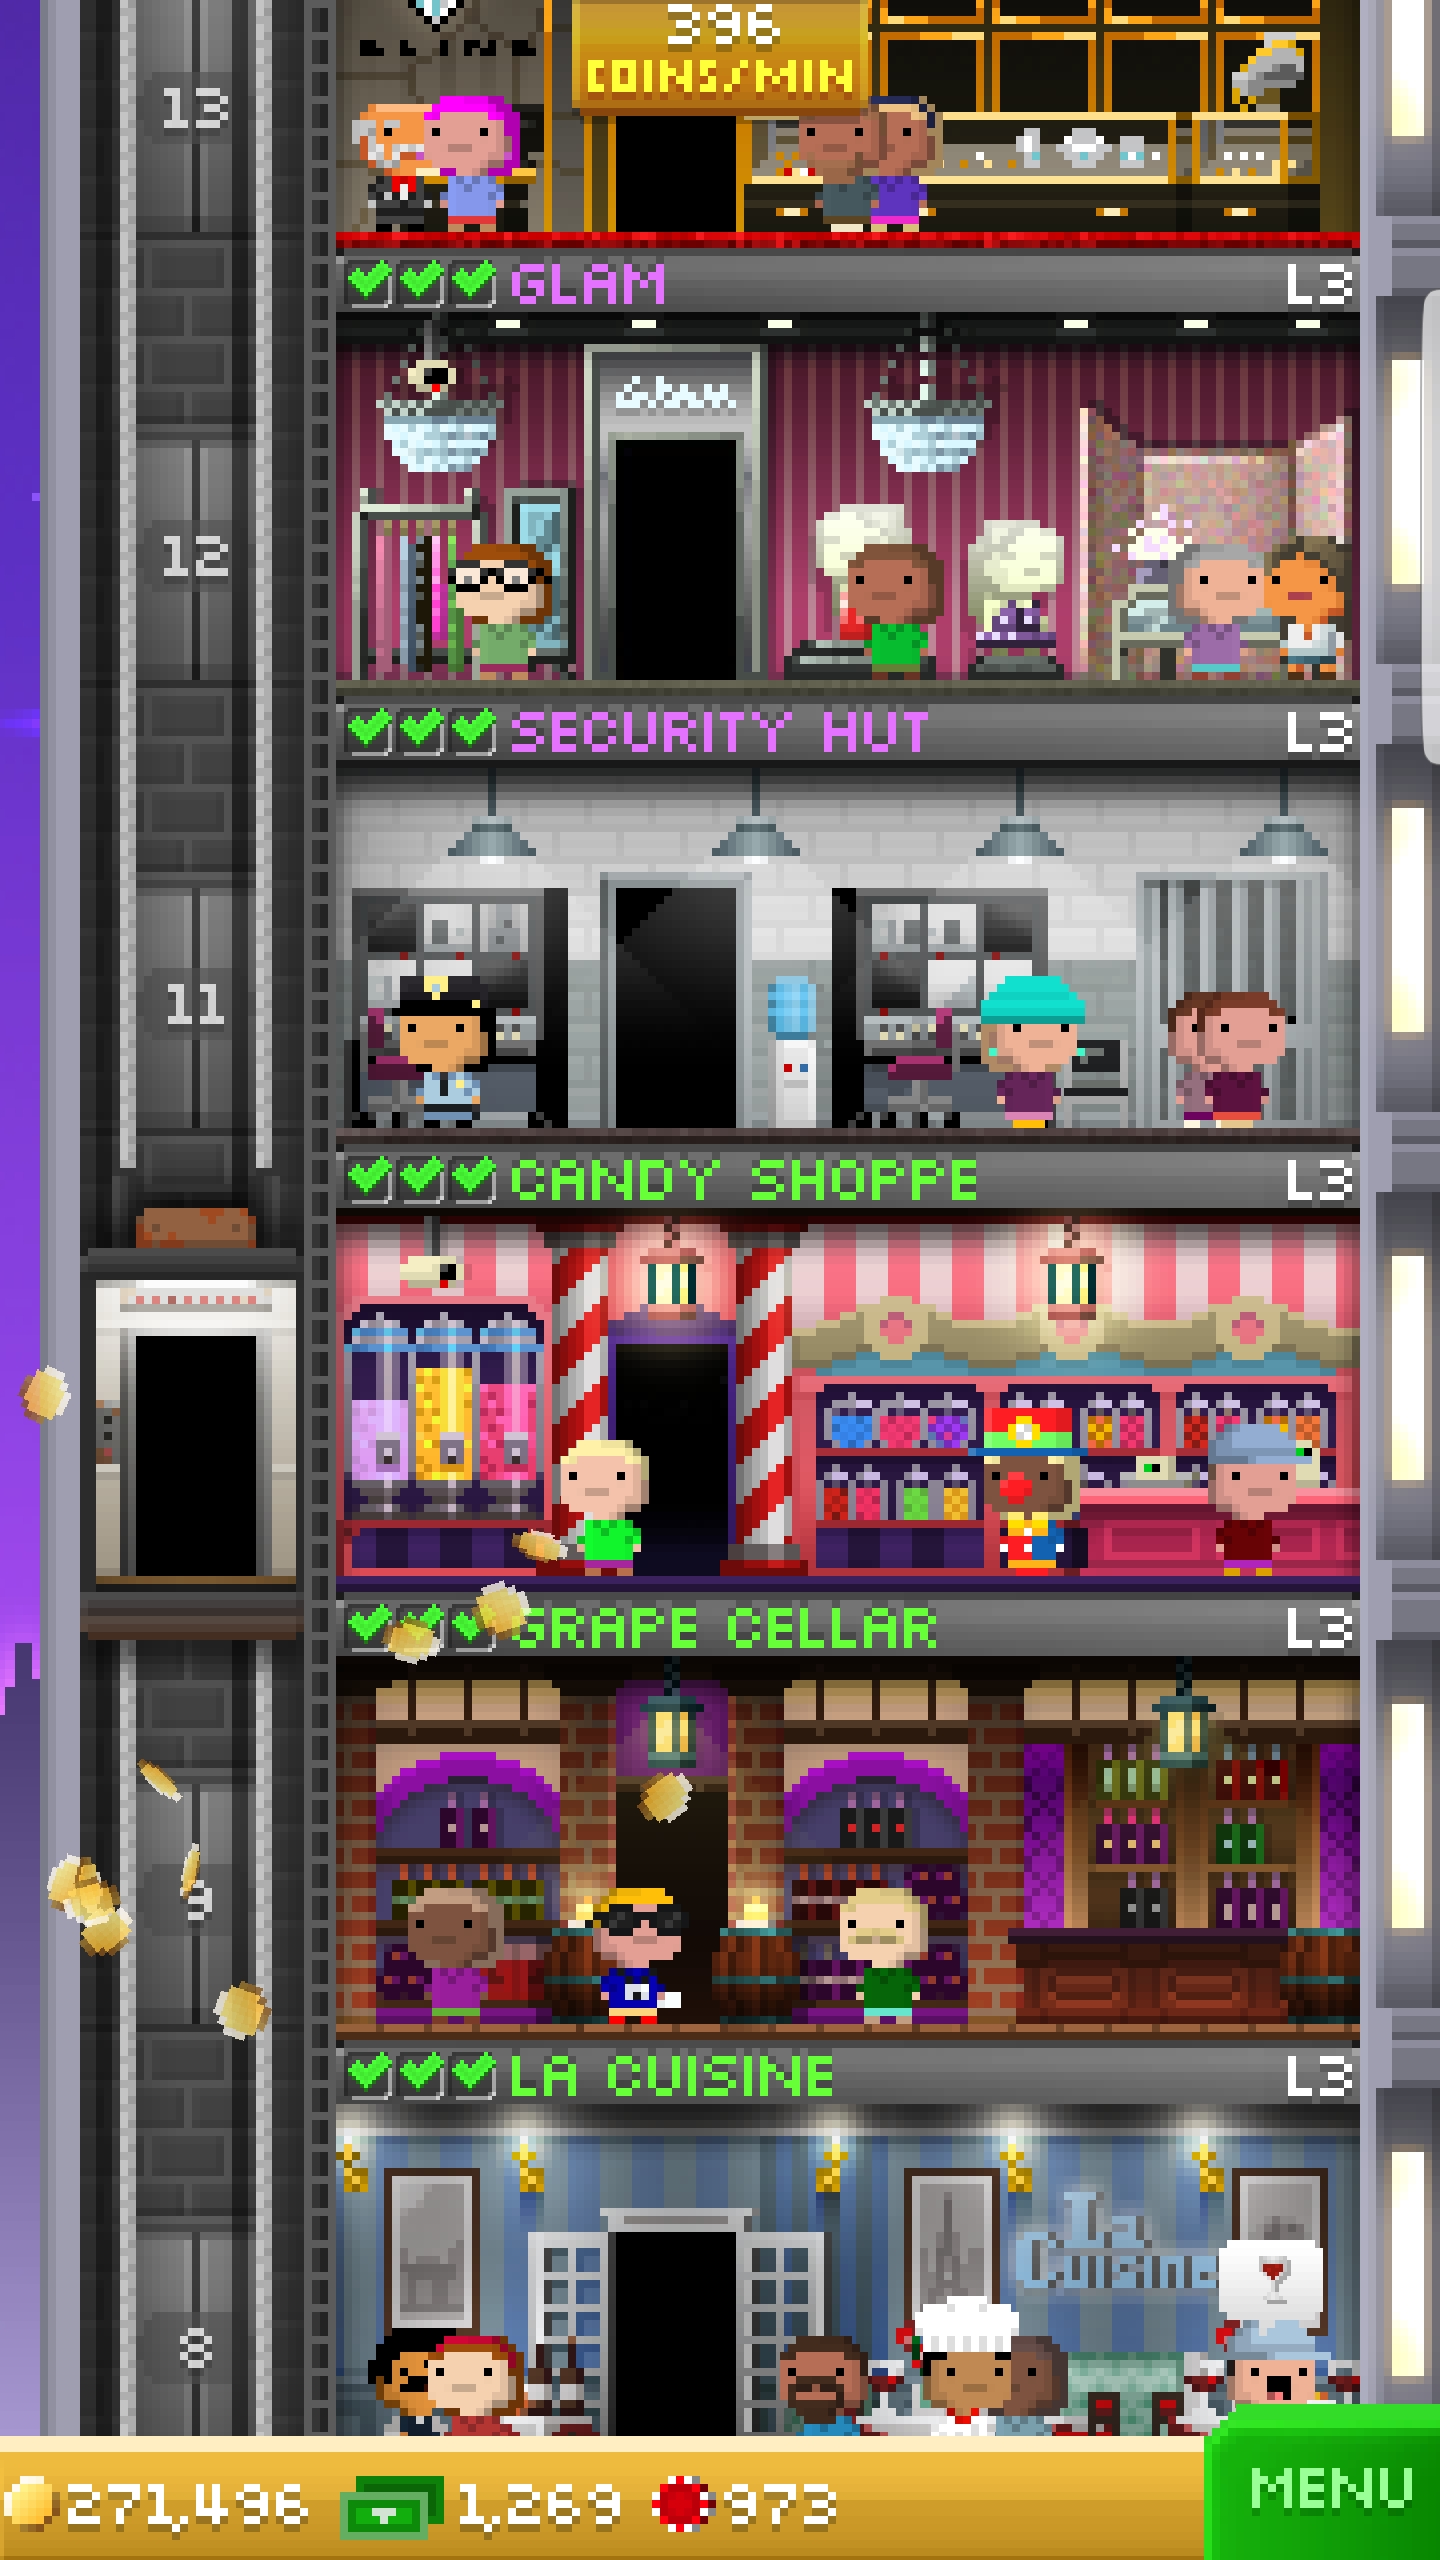 396
COINS/MIN
BLING
13
GLAM L3
Glam
12
SECURITY HUT L3
11
CANDY SHOPPE L3
GRAPE CELLAR L3
9
LA CUISINE L3
La
Cuisine
8
271,496 1,269 973
MENU